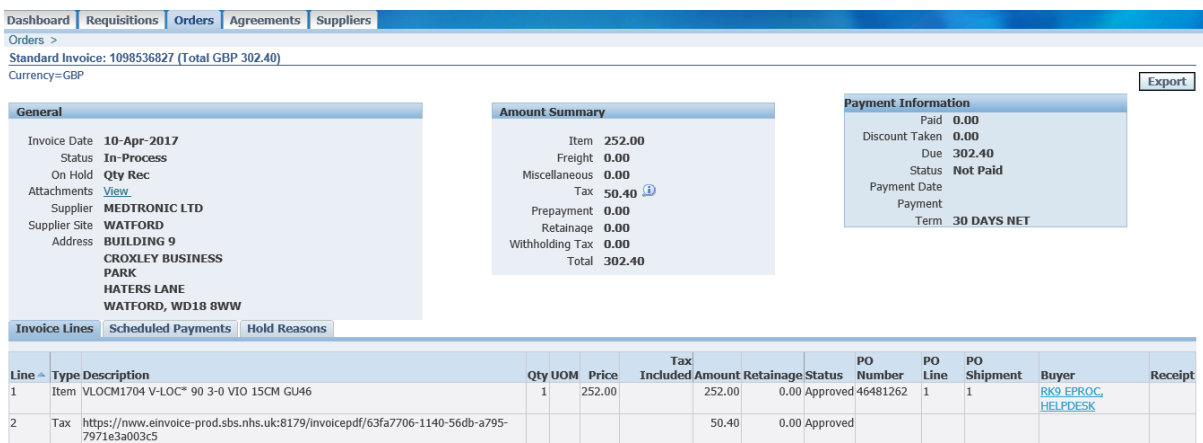 Dashboard Requisitions Orders Agreements Suppliers
Orders >
Standard Invoice: 1098536827 (Total GBP 302.40)
Currency=GBP
Export
General
Invoice Date 10-Apr-2017
Status In-Process
On Hold Qty Rec
Attachments View
Supplier MEDTRONIC LTD
Supplier Site WATFORD
Address BUILDING 9
CROXLEY BUSINESS
PARK
HATERS LANE
WATFORD, WD18 8WW
Amount Summary
Item 252.00
Freight 0.00
Miscellaneous 0.00
Tax 50.40
Prepayment 0.00
Retainage 0.00
Withholding Tax 0.00
Total 302.40
Payment Information
Paid 0.00
Discount Taken 0.00
Due 302.40
Status Not Paid
Payment Date
Payment
Term 30 DAYS NET
Invoice Lines Scheduled Payments Hold Reasons
Line Type Description Qty UOM Price Tax Included Amount Retainage Status PO Number PO Line PO Shipment Buyer Receipt
1 Item VLOCM1704 V-LOC* 90 3-0 VIO 15CM GU46 1 252.00 252.00 0.00 Approved 46481262 1 1 RK9 EPROC,
HELPDESK
2 Tax https://nww.einvoice-prod.sbs.nhs.uk:8179/invoicepdf/63fa7706-1140-56db-a795- 50.40 0.00 Approved
7971e3a003c5